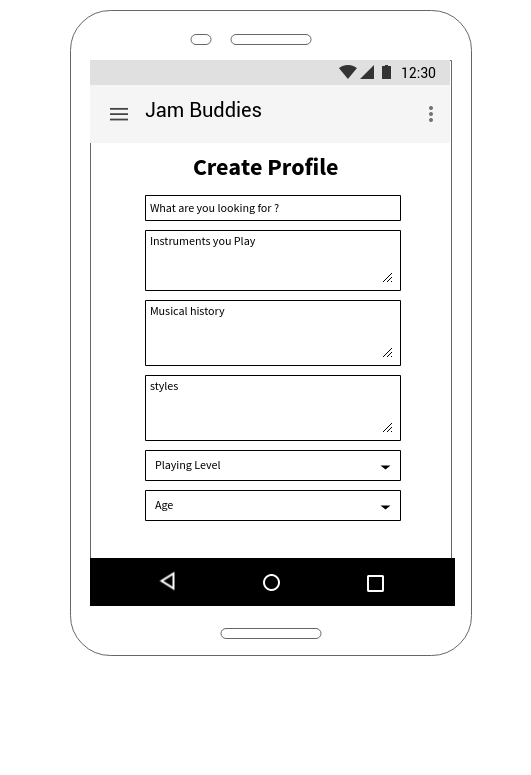 12:30
Jam Buddies
Create Profile
What are you looking for ?
Instruments you Play
Musical history
styles
Playing Level
Age